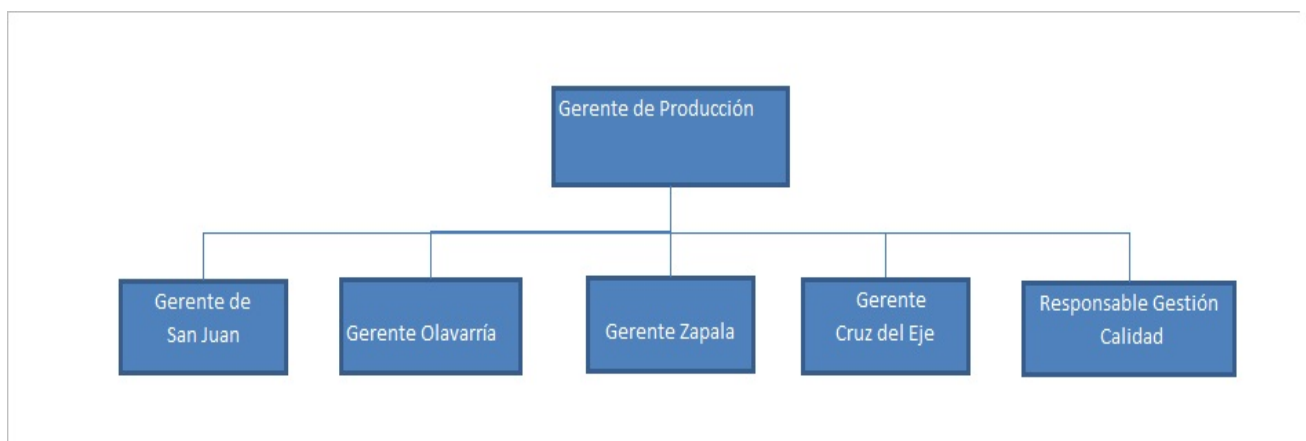 Gerente de Producción
Gerente de
San Juan
Gerente Olavarría
Gerente Zapala
Gerente
Cruz del Eje
Responsable Gestión
Calidad